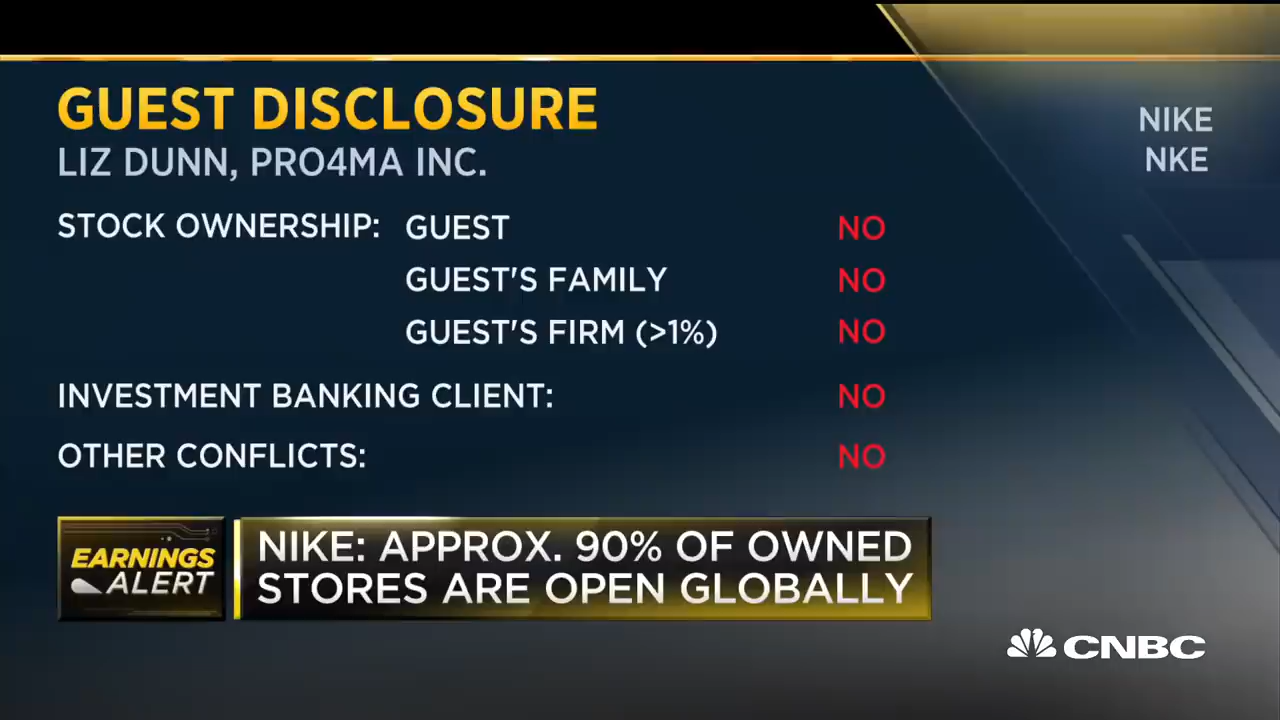 GUEST DISCLOSURE
LIZ DUNN, PRO4MA INC.
NIKE
NKE
STOCK OWNERSHIP: GUEST NO
GUEST'S FAMILY NO
GUEST'S FIRM (>1%) NO
INVESTMENT BANKING CLIENT: NO
OTHER CONFLICTS: NO
EARNINGS
ALERT
NIKE: APPROX. 90% OF OWNED
STORES ARE OPEN GLOBALLY
CNBC